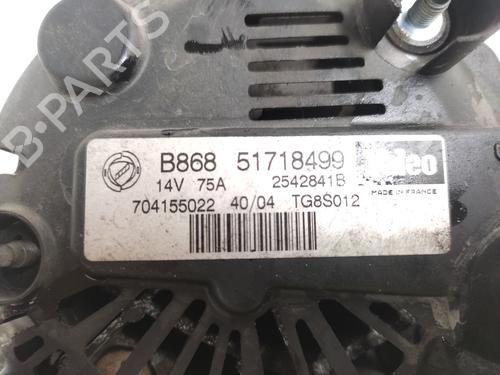 B-PARTS
B868 51718499 Valeo
14V 75A 2542841B MADE IN FRANCE
704155022 40/04 TG8S012